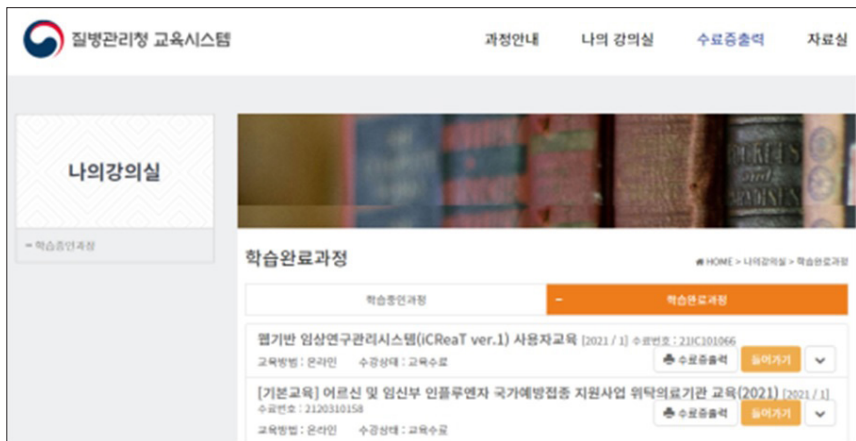 질병관리청 교육시스템
과정안내 나의 강의실 수료증출력 자료실
나의강의실
학습중인과정
학습완료과정
HOME > 나의강의실 > 학습완료과정
학습중인과정
학습완료과정
웹기반 임상연구관리시스템(iCReaT ver.1) 사용자교육 [2021 / 1] 수료번호 : 21IC101066
교육방법 : 온라인 수강상태 : 교육수료
수료증출력 들어가기
[기본교육] 어르신 및 임신부 인플루엔자 국가예방접종 지원사업 위탁의료기관 교육(2021) [2021 / 1]
수료번호 : 2120310158
교육방법 : 온라인 수강상태 : 교육수료
수료증출력 들어가기